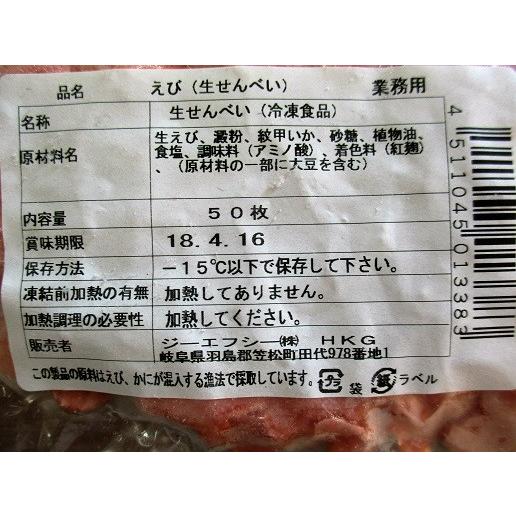 品名 えび(生せんべい) 業務用
名称 生せんべい(冷凍食品)
原材料名 生えび、澱粉、紋甲いか、砂糖、植物油、
食塩、調味料(アミノ酸)、着色料(紅麹)
、(原材料の一部に大豆を含む)
内容量 50枚
賞味期限 18.4.16
保存方法 -15℃以下で保存して下さい。
凍結前加熱の有無 加熱してありません。
加熱調理の必要性 加熱してください。
販売者 ジーエフシー㈱ HKG
岐阜県羽島郡笠松町田代978番地1
この製品の原料はえび、かにが混入する漁法で採取しています。
プラ 袋
紙 ラベル
4511045013383